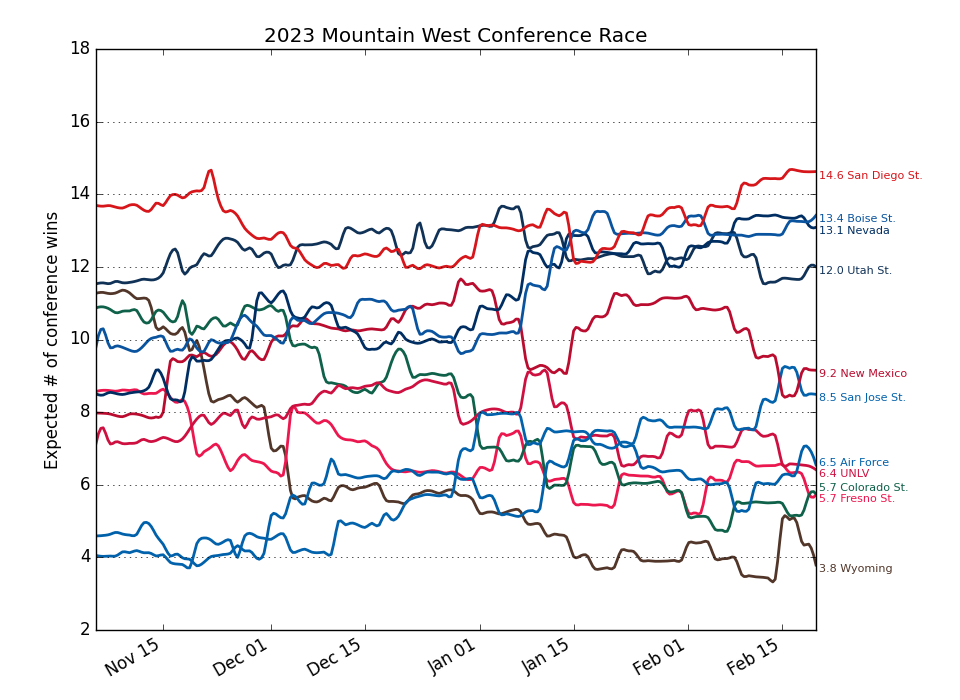 2023 Mountain West Conference Race
Expected # of conference wins
18
16
14
12
10
8
6
4
2
Nov 15
Dec 01
Dec 15
Jan 01
Jan 15
Feb 01
Feb 15
14.6 San Diego St.
13.4 Boise St.
13.1 Nevada
12.0 Utah St.
9.2 New Mexico
8.5 San Jose St.
6.5 Air Force
6.4 UNLV
5.7 Colorado St.
5.7 Fresno St.
3.8 Wyoming